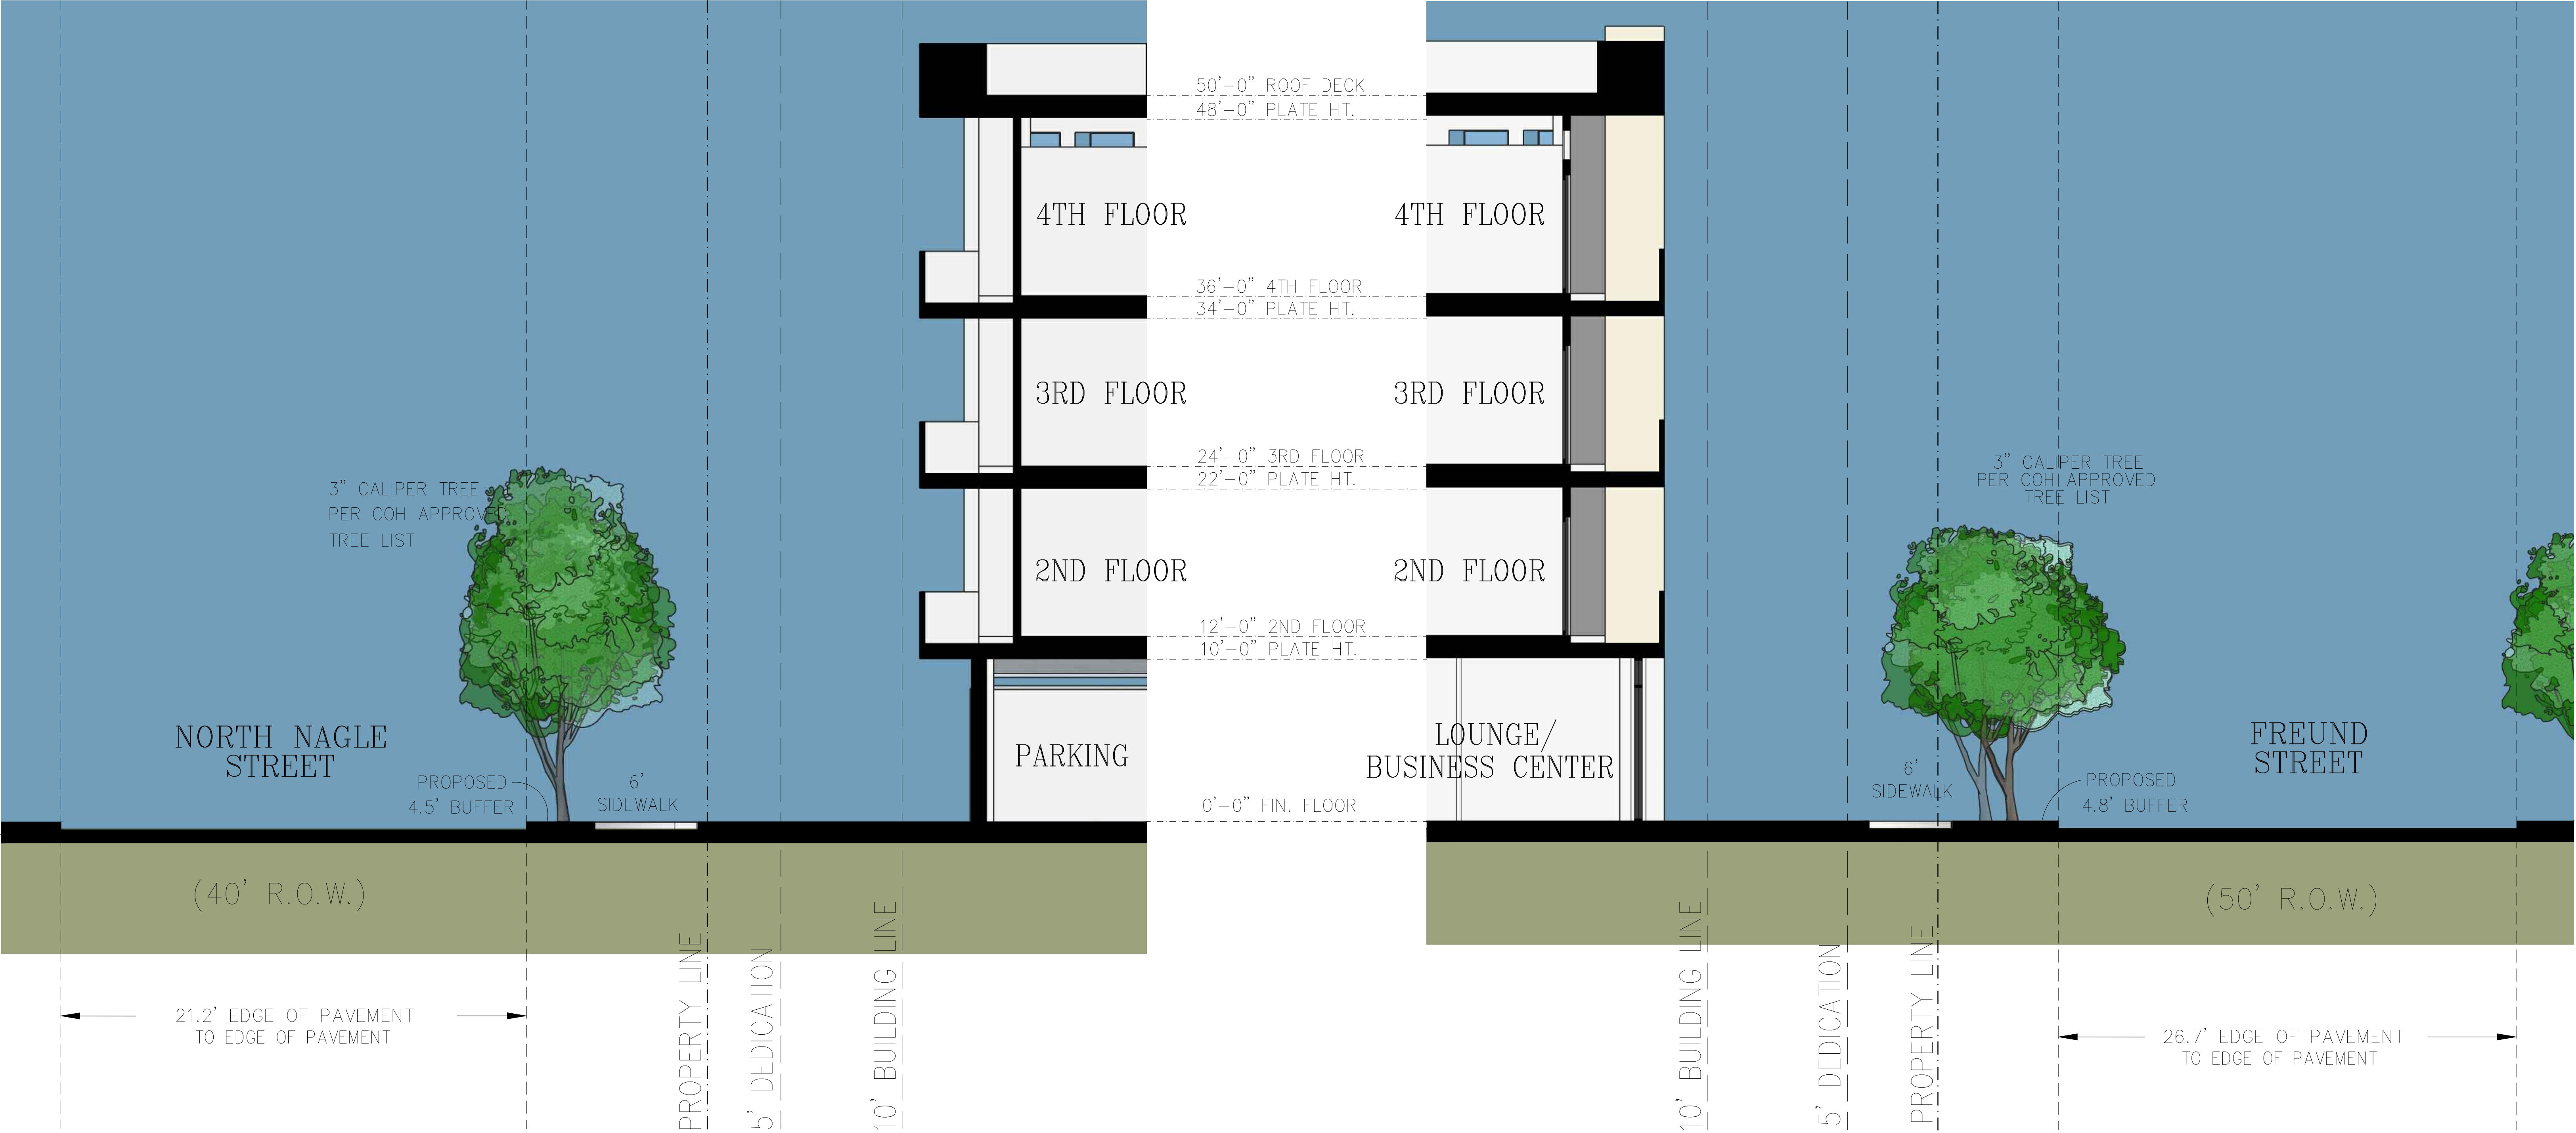 50'-0" ROOF DECK
48'-0" PLATE HT.
4TH FLOOR
4TH FLOOR
36'-0" 4TH FLOOR
34'-0" PLATE HT.
3RD FLOOR
3RD FLOOR
24'-0" 3RD FLOOR
22'-0" PLATE HT.
3" CALIPER TREE
PER COH APPROVED
TREE LIST
3" CALIPER TREE
PER COH APPROVED
TREE LIST
2ND FLOOR
2ND FLOOR
12'-0" 2ND FLOOR
10'-0" PLATE HT.
NORTH NAGLE
STREET
PROPOSED
4.5' BUFFER
6'
SIDEWALK
PARKING
LOUNGE/
BUSINESS CENTER
0'-0" FIN. FLOOR
6'
SIDEWALK
PROPOSED
4.8' BUFFER
FREUND
STREET
(40' R.O.W.)
(50' R.O.W.)
PROPERTY LINE
5' DEDICATION
10' BUILDING LINE
10' BUILDING LINE
5' DEDICATION
PROPERTY LINE
21.2' EDGE OF PAVEMENT
TO EDGE OF PAVEMENT
26.7' EDGE OF PAVEMENT
TO EDGE OF PAVEMENT